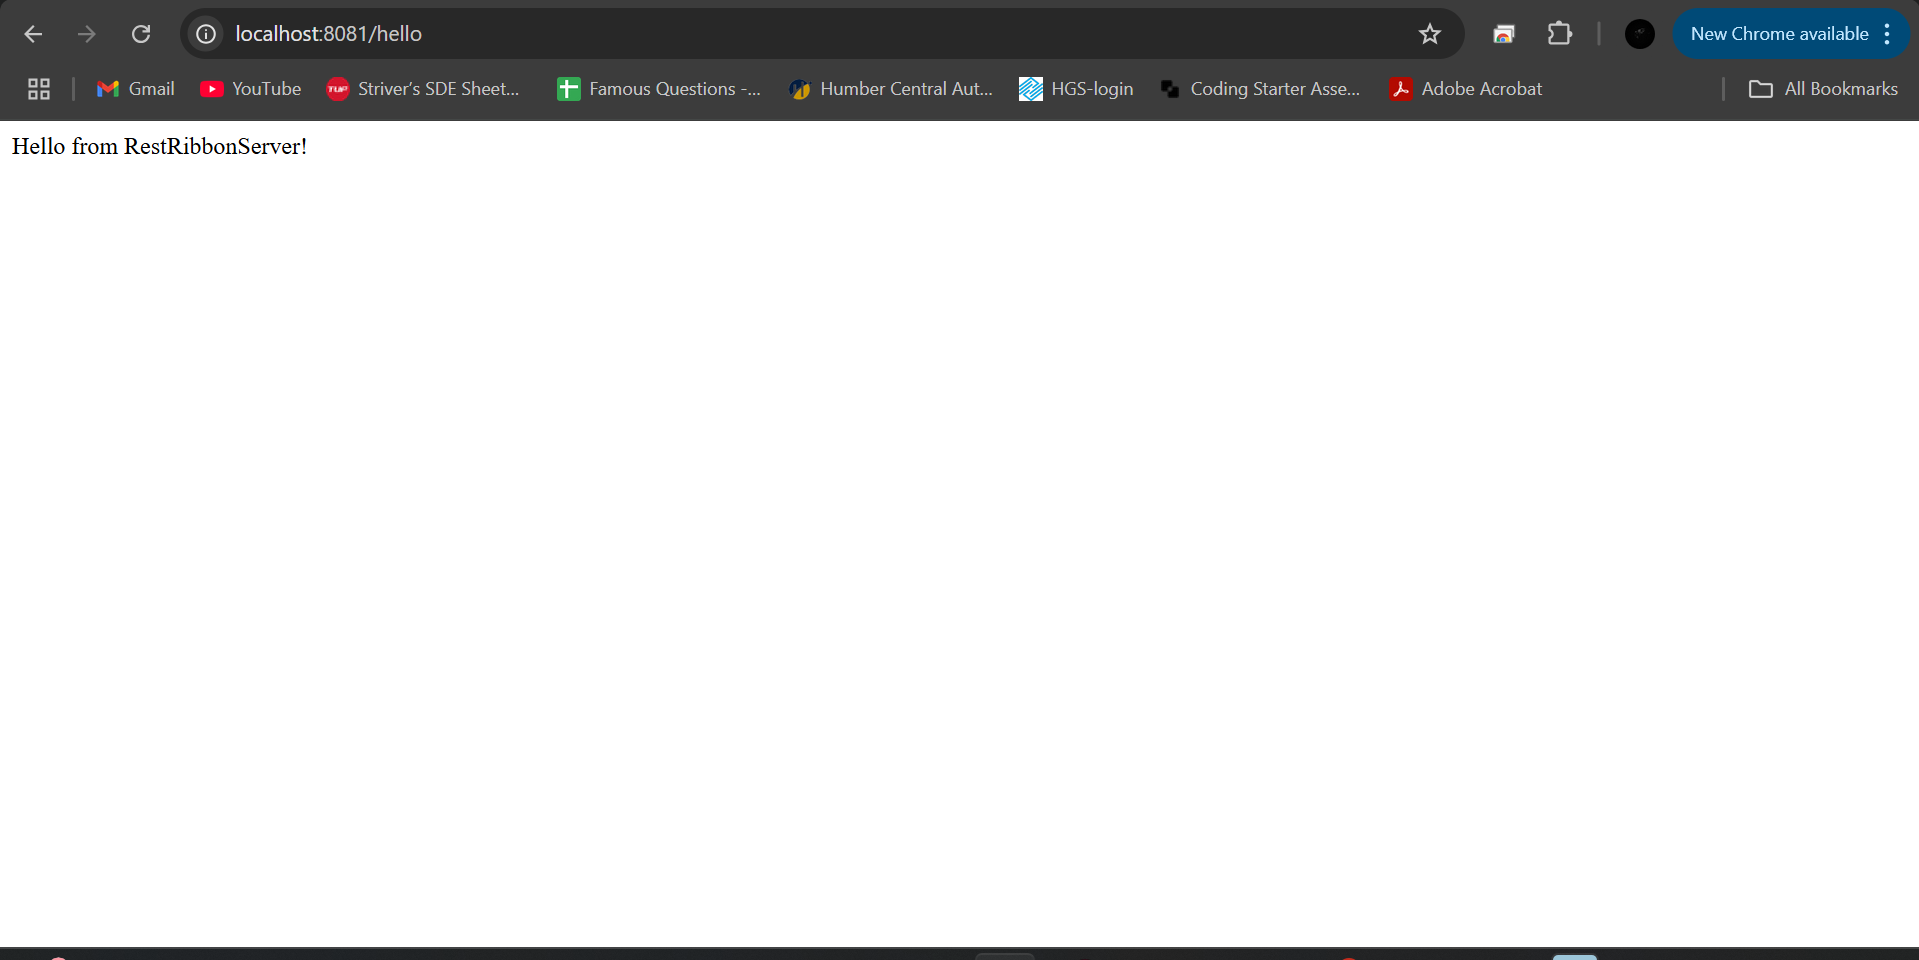 localhost:8081/hello
New Chrome available
Gmail
YouTube
Striver's SDE Sheet...
Famous Questions -...
Humber Central Aut...
HGS-login
Coding Starter Asse...
Adobe Acrobat
All Bookmarks
Hello from RestRibbonServer!